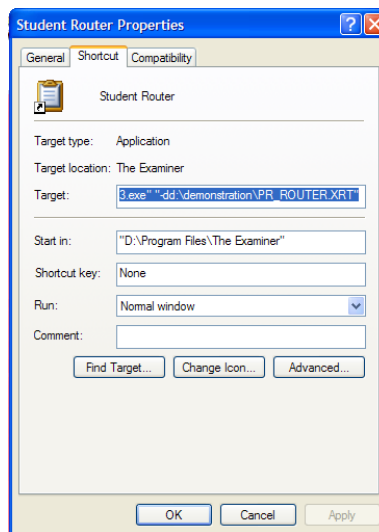 Student Router Properties
General Shortcut Compatibility
Student Router
Target type: Application
Target location: The Examiner
Target: 3.exe" "-dd:\demonstration\PR_ROUTER.XRT"
Start in: "D:\Program Files\The Examiner"
Shortcut key: None
Run: Normal window
Comment:
Find Target... Change Icon... Advanced...
OK Cancel Apply